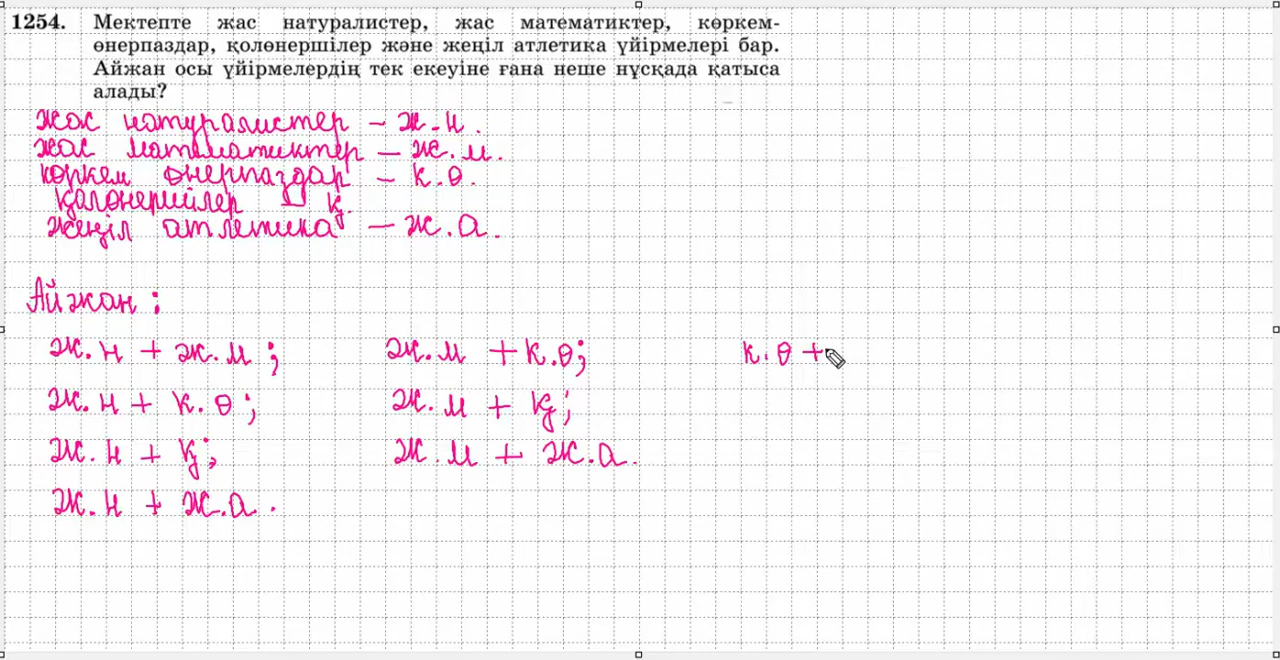 1254. Мектепте жас натуралистер, жас математиктер, көркем-
өнерпаздар, қолөнершілер және жеңіл атлетика үйірмелері бар.
Айжан осы үйірмелердің тек екеуіне ғана неше нұсқада қатыса
алады?
жас натуралистер – ж.н.
жас математиктер – ж.м.
көркем өнерпаздар – к.ө.
қолөнершілер – қ.
жеңіл атлетика – ж.а.
Айжан :
ж.н + ж.м ; ж.м + к.ө; к.ө +
ж.н + к.ө ; ж.м + қ;
ж.н + қ; ж.м + ж.а.
ж.н + ж.а .